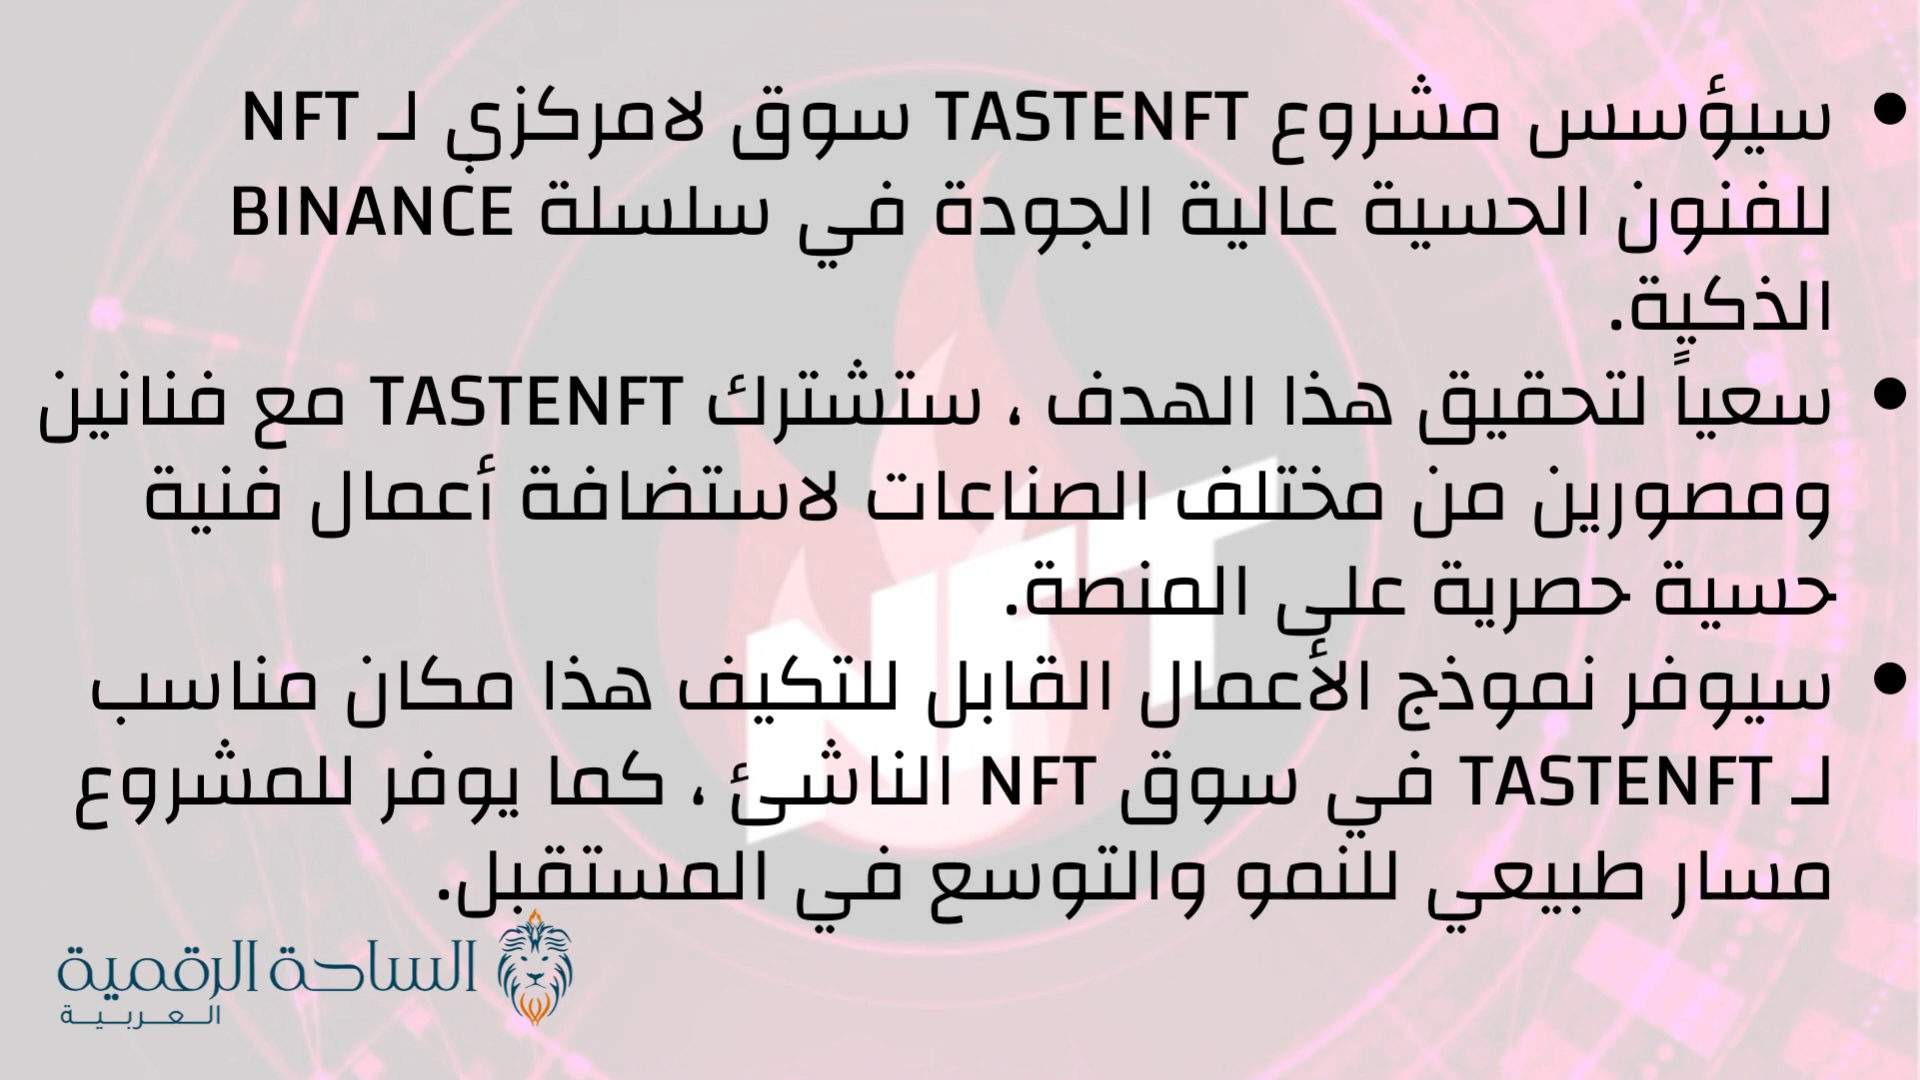 • سيؤسس مشروع TASTENFT سوق لامركزي لـ NFT
للفنون الحسية عالية الجودة في سلسلة BINANCE
الذكية.
• سعياً لتحقيق هذا الهدف ، ستشترك TASTENFT مع فنانين
ومصورين من مختلف الصناعات لاستضافة أعمال فنية
حسية حصرية على المنصة.
• سيوفر نموذج الأعمال القابل للتكيف هذا مكان مناسب
لـ TASTENFT في سوق NFT الناشئ ، كما يوفر للمشروع
مسار طبيعي للنمو والتوسع في المستقبل.
NFT
الساحة الرقمية
العربية